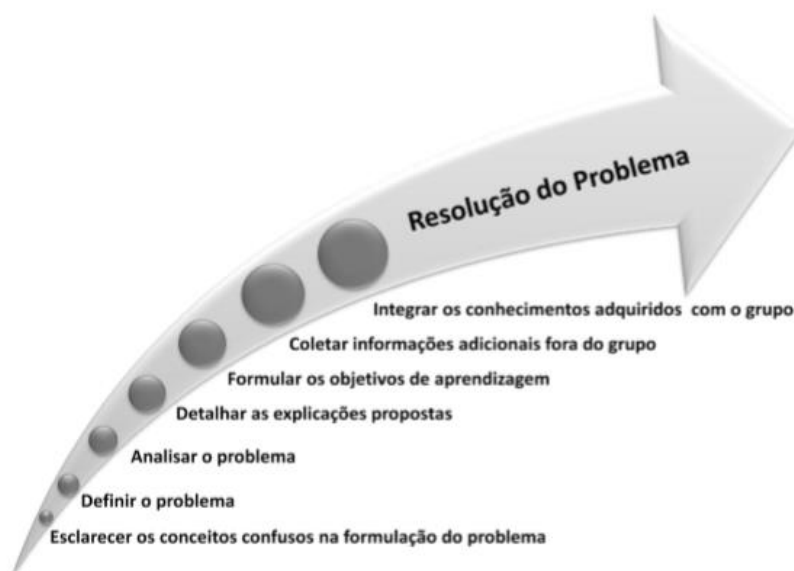 Resolução do Problema
Integrar os conhecimentos adquiridos com o grupo
Coletar informações adicionais fora do grupo
Formular os objetivos de aprendizagem
Detalhar as explicações propostas
Analisar o problema
Definir o problema
Esclarecer os conceitos confusos na formulação do problema